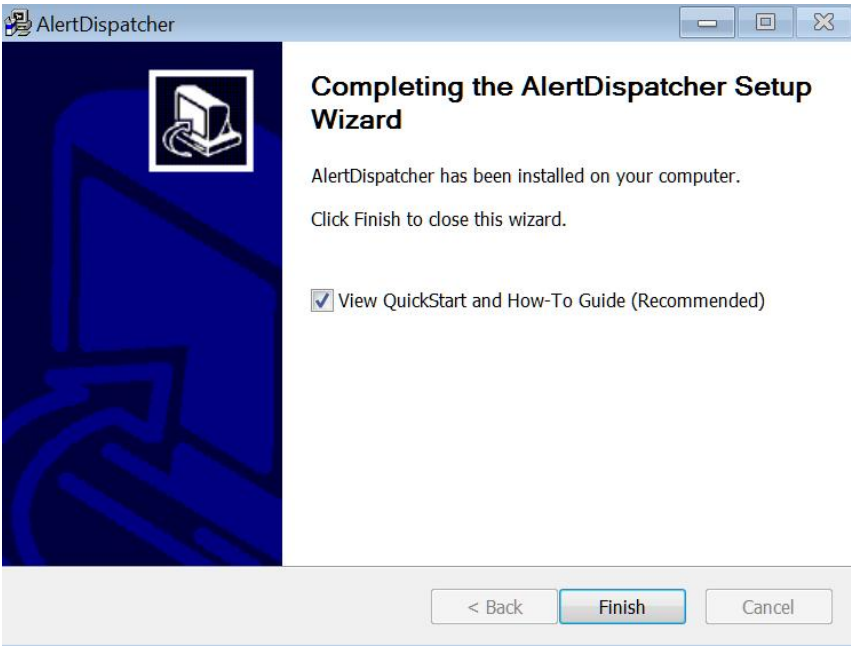 AlertDispatcher
Completing the AlertDispatcher Setup
Wizard
AlertDispatcher has been installed on your computer.
Click Finish to close this wizard.
View QuickStart and How-To Guide (Recommended)
< Back
Finish
Cancel